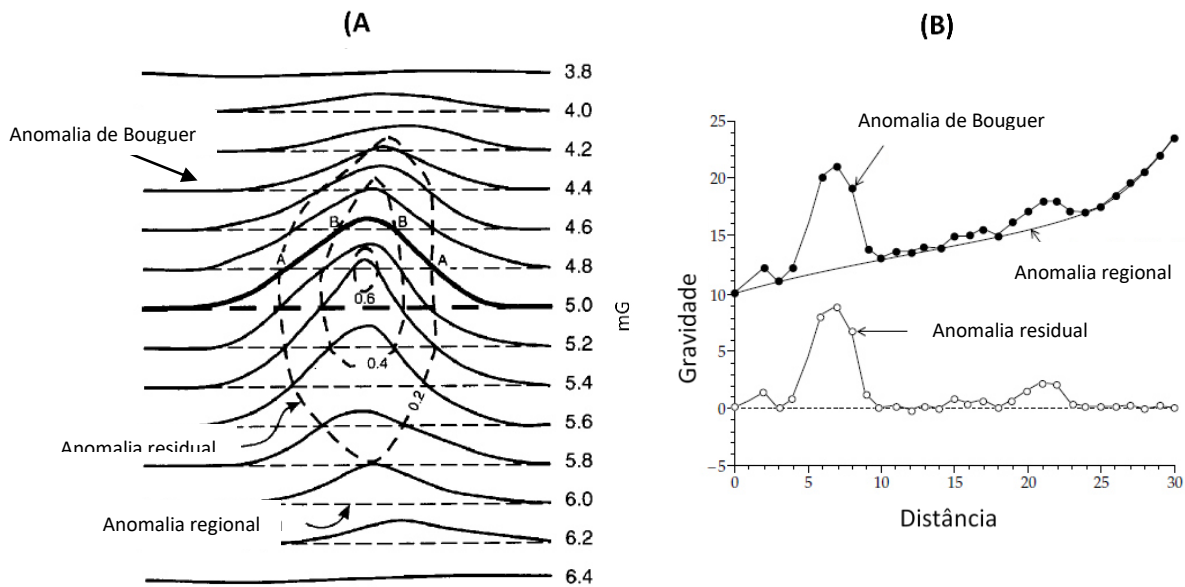 (A
(B)
3.8
4.0
4.2
4.4
4.6
4.8
5.0
5.2
5.4
5.6
5.8
6.0
6.2
6.4
mG
Anomalia de Bouguer
B
B
A
A
0.6
0.4
0.2
Anomalia residual
Anomalia regional
25
20
15
10
5
0
−5
Gravidade
Anomalia de Bouguer
Anomalia regional
Anomalia residual
0
5
10
15
20
25
30
Distância